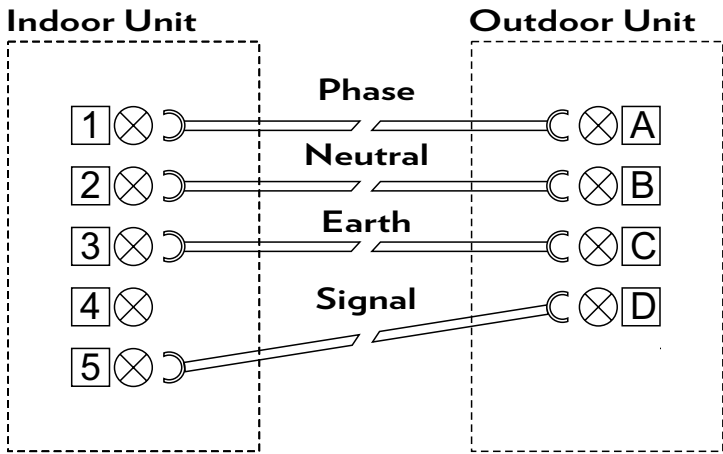 Indoor Unit Outdoor Unit
Phase
1 A
Neutral
2 B
Earth
3 C
Signal
4 D
5